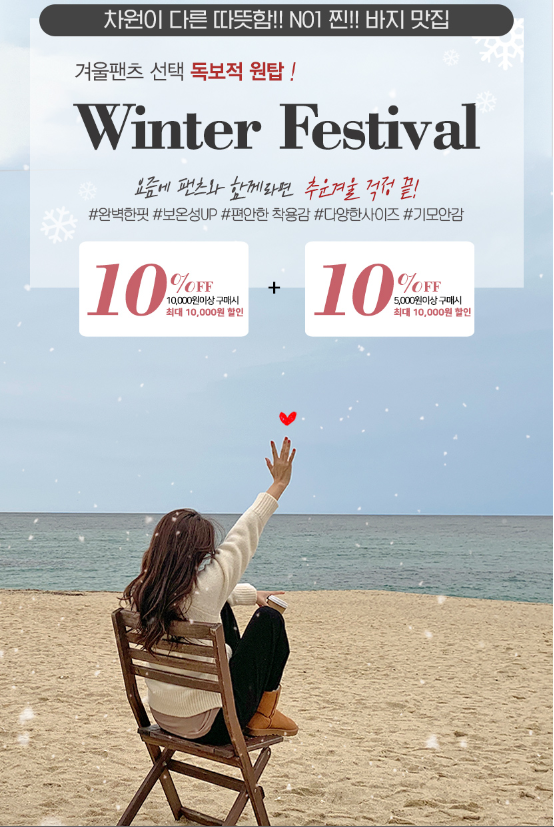 차원이 다른 따뜻함!! NO1 찐!! 바지 맛집
겨울팬츠 선택 독보적 원탑 !
Winter Festival
요즘에 팬츠와 함께라면 추운겨울 걱정 끝!
#완벽한핏 #보온성UP #편안한 착용감 #다양한사이즈 #기모안감
10%OFF
10,000원이상 구매시
최대 10,000원 할인
+
10%OFF
5,000원이상 구매시
최대 10,000원 할인